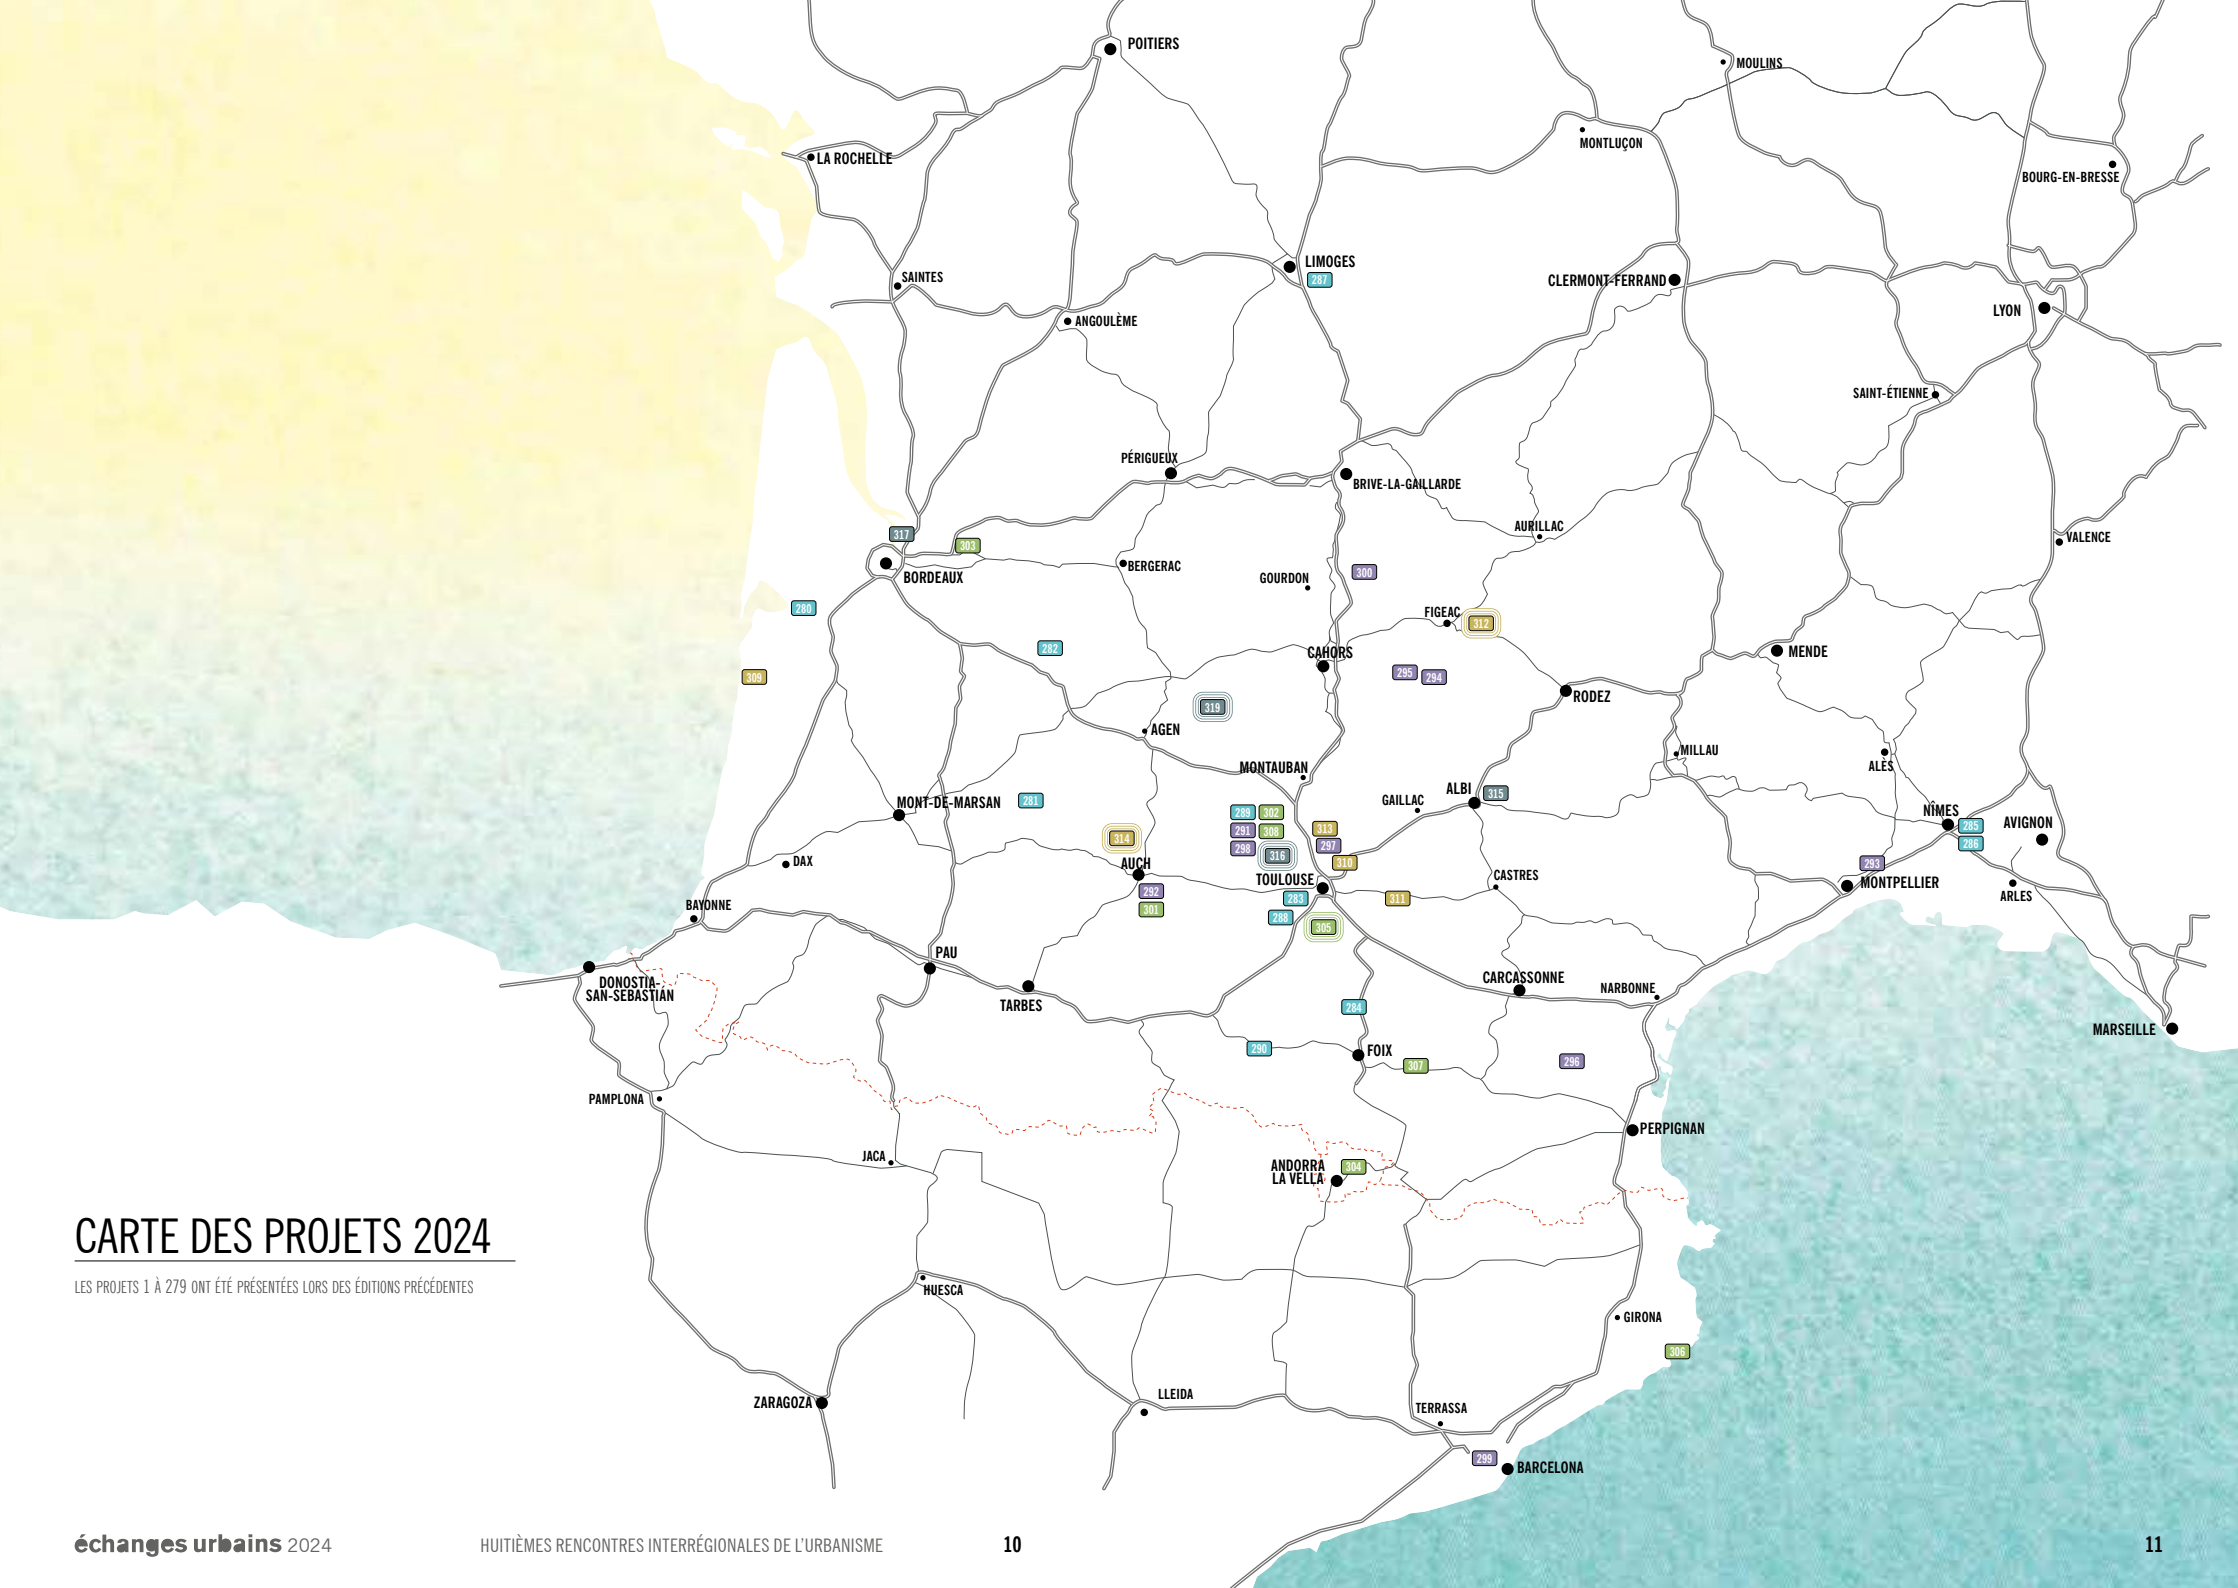 POITIERS
MOULINS
MONTLUÇON
LA ROCHELLE
BOURG-EN-BRESSE
SAINTES
LIMOGES
287
CLERMONT-FERRAND
LYON
ANGOULÊME
SAINT-ÉTIENNE
PÉRIGUEUX
BRIVE-LA-GAILLARDE
AURILLAC
317
303
VALENCE
BORDEAUX
BERGERAC
GOURDON
300
280
FIGEAC
312
282
CAHORS
MENDE
309
295
294
RODEZ
319
AGEN
MILLAU
ALÈS
MONTAUBAN
MONT-DE-MARSAN
281
GAILLAC
ALBI
315
289
302
NÎMES
285
AVIGNON
291
308
313
286
314
298
297
316
310
293
DAX
AUCH
TOULOUSE
CASTRES
MONTPELLIER
ARLES
292
283
311
301
288
305
BAYONNE
PAU
DONOSTIA-
SAN-SEBASTIÁN
TARBES
CARCASSONNE
NARBONNE
284
MARSEILLE
290
FOIX
307
296
PAMPLONA
PERPIGNAN
JACA
ANDORRA
LA VELLA
304
CARTE DES PROJETS 2024
LES PROJETS 1 À 279 ONT ÉTÉ PRÉSENTÉES LORS DES ÉDITIONS PRÉCÉDENTES
HUESCA
GIRONA
306
ZARAGOZA
LLEIDA
TERRASSA
299
BARCELONA
échanges urbains 2024
HUITIÈMES RENCONTRES INTERRÉGIONALES DE L'URBANISME
10
11